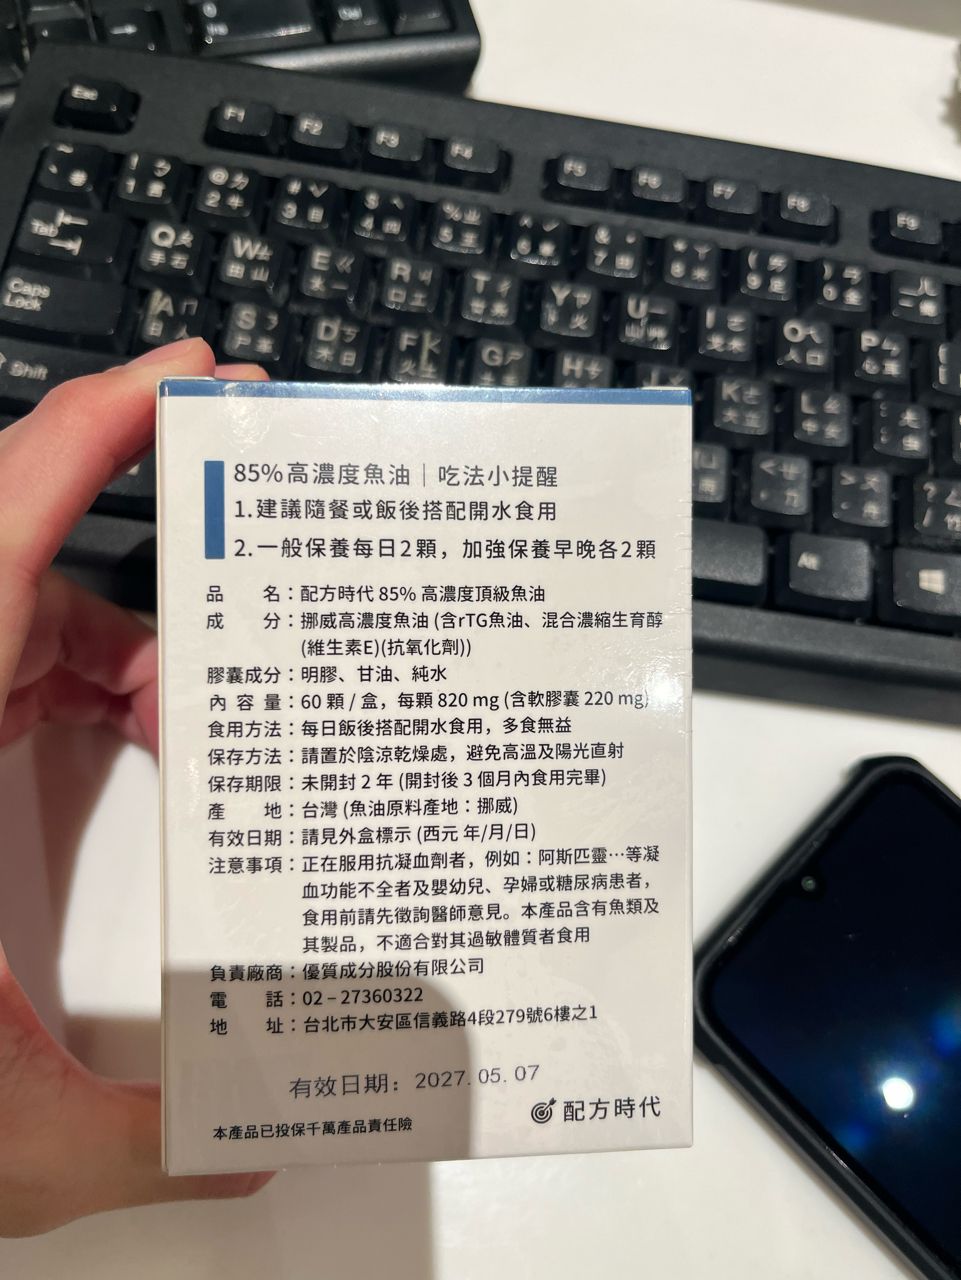 Esc
F1 F2 F3 F4 F5 F6 F7 F8 F9
Tab
Caps Lock
Shift
Alt
85%高濃度魚油｜吃法小提醒
1.建議隨餐或飯後搭配開水食用
2.一般保養每日2顆，加強保養早晚各2顆
品　　名：配方時代 85% 高濃度頂級魚油
成　　分：挪威高濃度魚油 (含rTG魚油、混合濃縮生育醇
(維生素E)(抗氧化劑))
膠囊成分：明膠、甘油、純水
內 容 量：60 顆 / 盒，每顆 820 mg (含軟膠囊 220 mg)
食用方法：每日飯後搭配開水食用，多食無益
保存方法：請置於陰涼乾燥處，避免高溫及陽光直射
保存期限：未開封 2 年 (開封後 3 個月內食用完畢)
產　　地：台灣 (魚油原料產地：挪威)
有效日期：請見外盒標示 (西元 年/月/日)
注意事項：正在服用抗凝血劑者，例如：阿斯匹靈…等凝
血功能不全者及嬰幼兒、孕婦或糖尿病患者，
食用前請先徵詢醫師意見。本產品含有魚類及
其製品，不適合對其過敏體質者食用
負責廠商：優質成分股份有限公司
電　　話：02 – 27360322
地　　址：台北市大安區信義路4段279號6樓之1
有效日期：2027.05.07
配方時代
本產品已投保千萬產品責任險